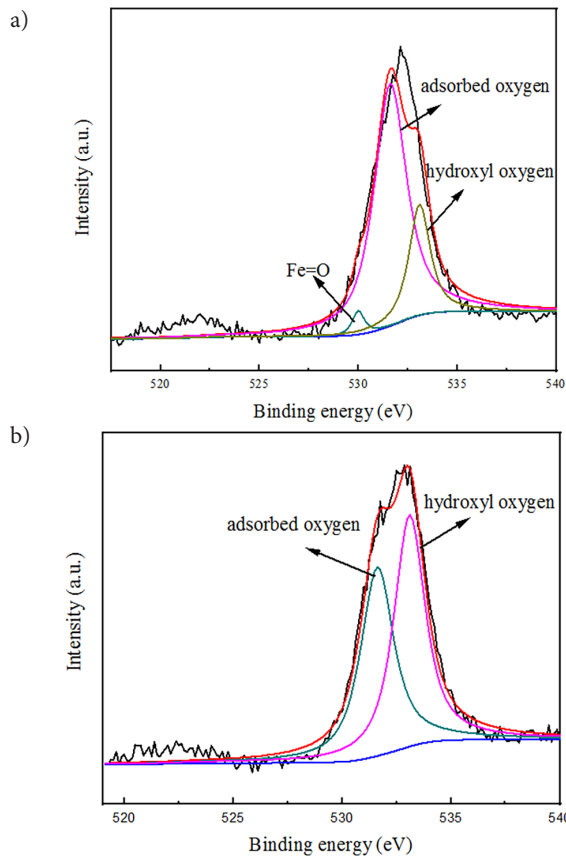 a)
adsorbed oxygen
hydroxyl oxygen
Fe=O
Intensity (a.u.)
520 525 530 535 540
Binding energy (eV)
b)
hydroxyl oxygen
adsorbed oxygen
Intensity (a.u.)
520 525 530 535 540
Binding energy (eV)